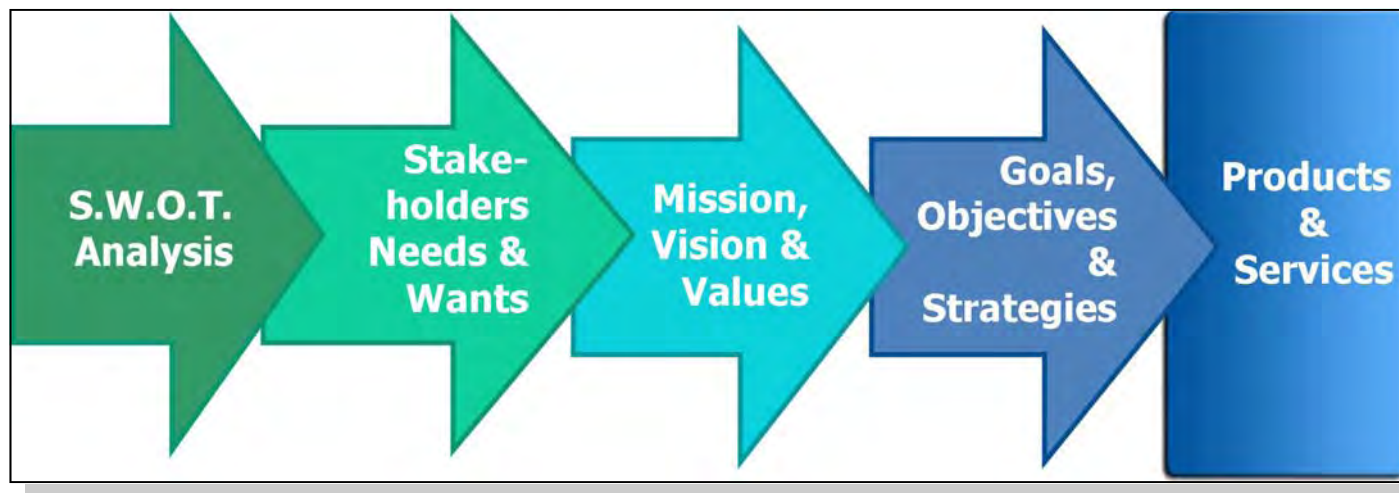 S.W.O.T.
Analysis
Stake-
holders
Needs &
Wants
Mission,
Vision &
Values
Goals,
Objectives
&
Strategies
Products
&
Services